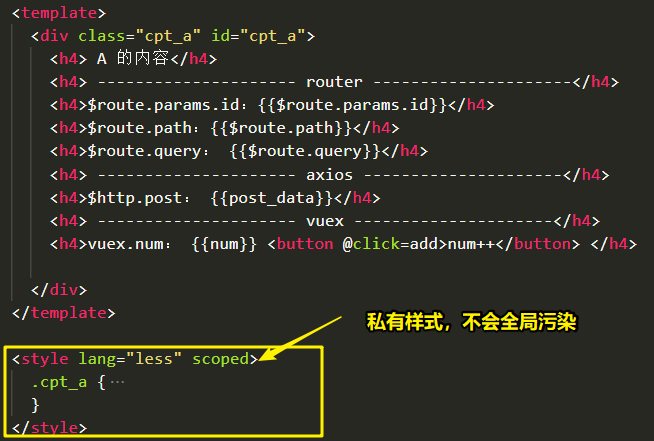 <template>
<div class="cpt_a" id="cpt_a">
<h4> A 的内容</h4>
<h4> --------------------- router ---------------------</h4>
<h4>$route.params.id：{{$route.params.id}}</h4>
<h4>$route.path：{{$route.path}}</h4>
<h4>$route.query： {{$route.query}}</h4>
<h4> --------------------- axios ---------------------</h4>
<h4>$http.post： {{post_data}}</h4>
<h4> --------------------- vuex ---------------------</h4>
<h4>vuex.num： {{num}} <button @click=add>num++</button> </h4>
</div>
</template>
私有样式，不会全局污染
<style lang="less" scoped>
.cpt_a {⋯
}
</style>